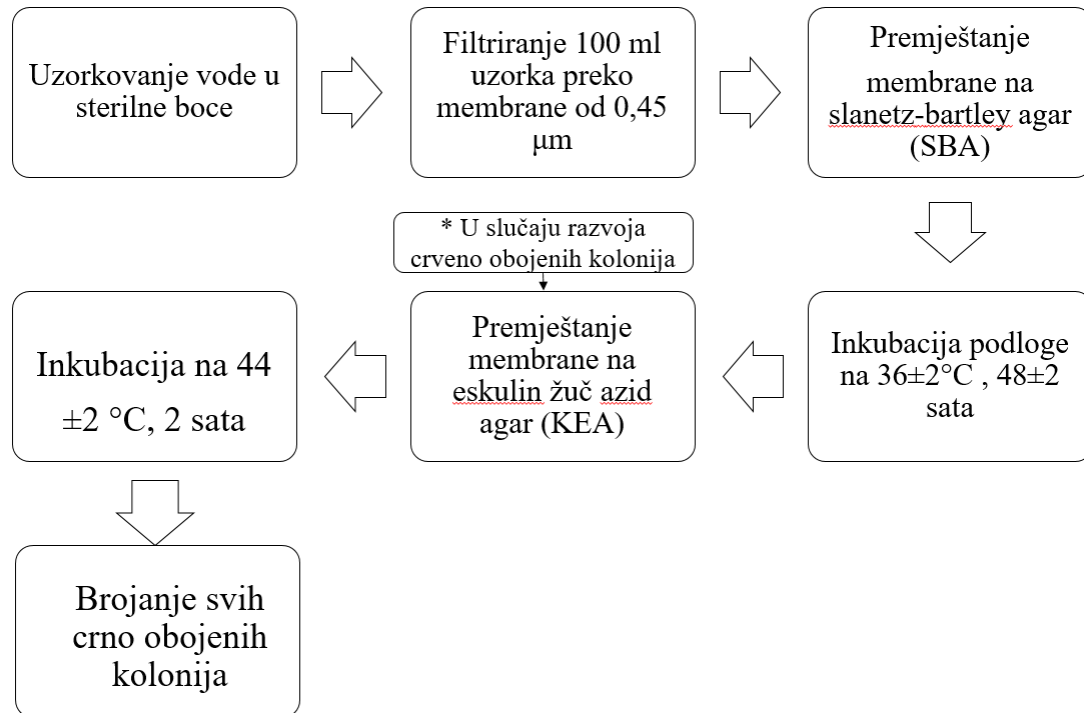 Uzorkovanje vode u
sterilne boce
Filtriranje 100 ml
uzorka preko
membrane od 0,45
μm
Premještanje
membrane na
slanetz-bartley agar
(SBA)
Inkubacija podloge
na 36±2°C , 48±2
sata
* U slučaju razvoja
crveno obojenih kolonija
Premještanje
membrane na
eskulin žuč azid
agar (KEA)
Inkubacija na 44
±2 °C, 2 sata
Brojanje svih
crno obojenih
kolonija